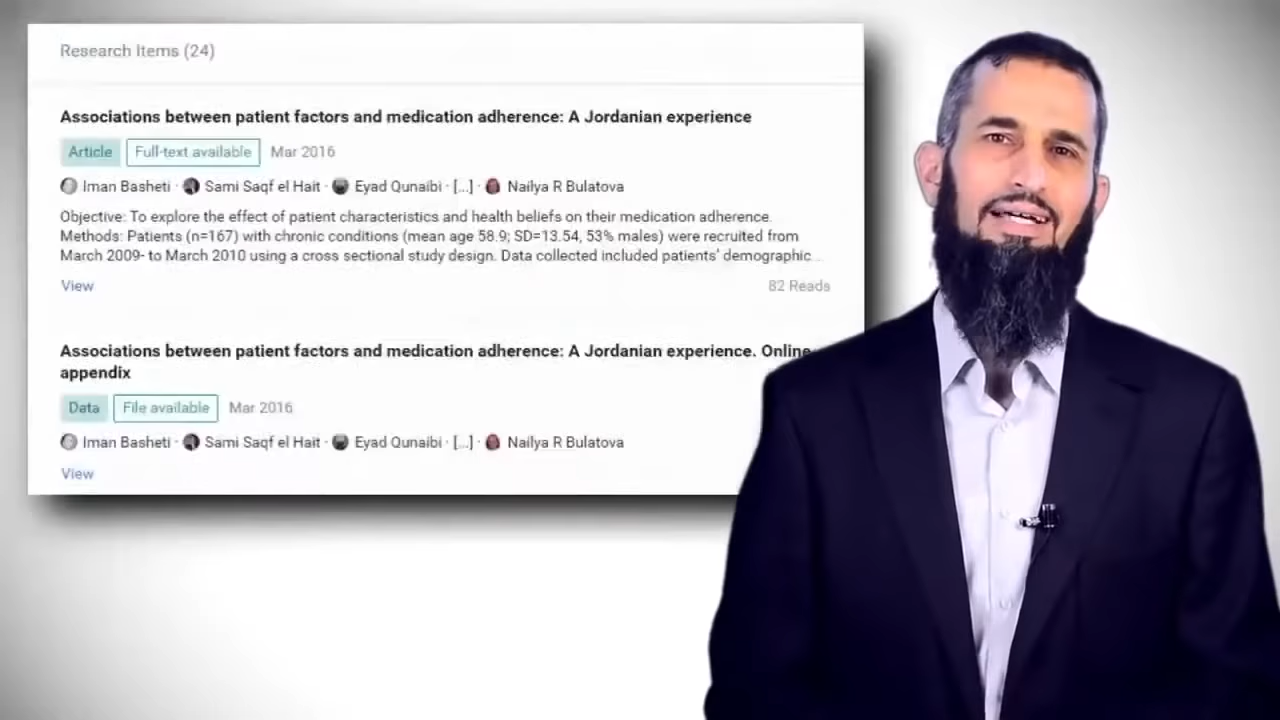 Research Items (24)
Associations between patient factors and medication adherence: A Jordanian experience
Article Full-text available Mar 2016
Iman Basheti · Sami Saqf el Hait · Eyad Qunaibi · [...] · Nailya R Bulatova
Objective: To explore the effect of patient characteristics and health beliefs on their medication adherence.
Methods: Patients (n=167) with chronic conditions (mean age 58.9; SD=13.54, 53% males) were recruited from
March 2009- to March 2010 using a cross sectional study design. Data collected included patients' demographic...
View 82 Reads
Associations between patient factors and medication adherence: A Jordanian experience. Online
appendix
Data File available Mar 2016
Iman Basheti · Sami Saqf el Hait · Eyad Qunaibi · [...] · Nailya R Bulatova
View